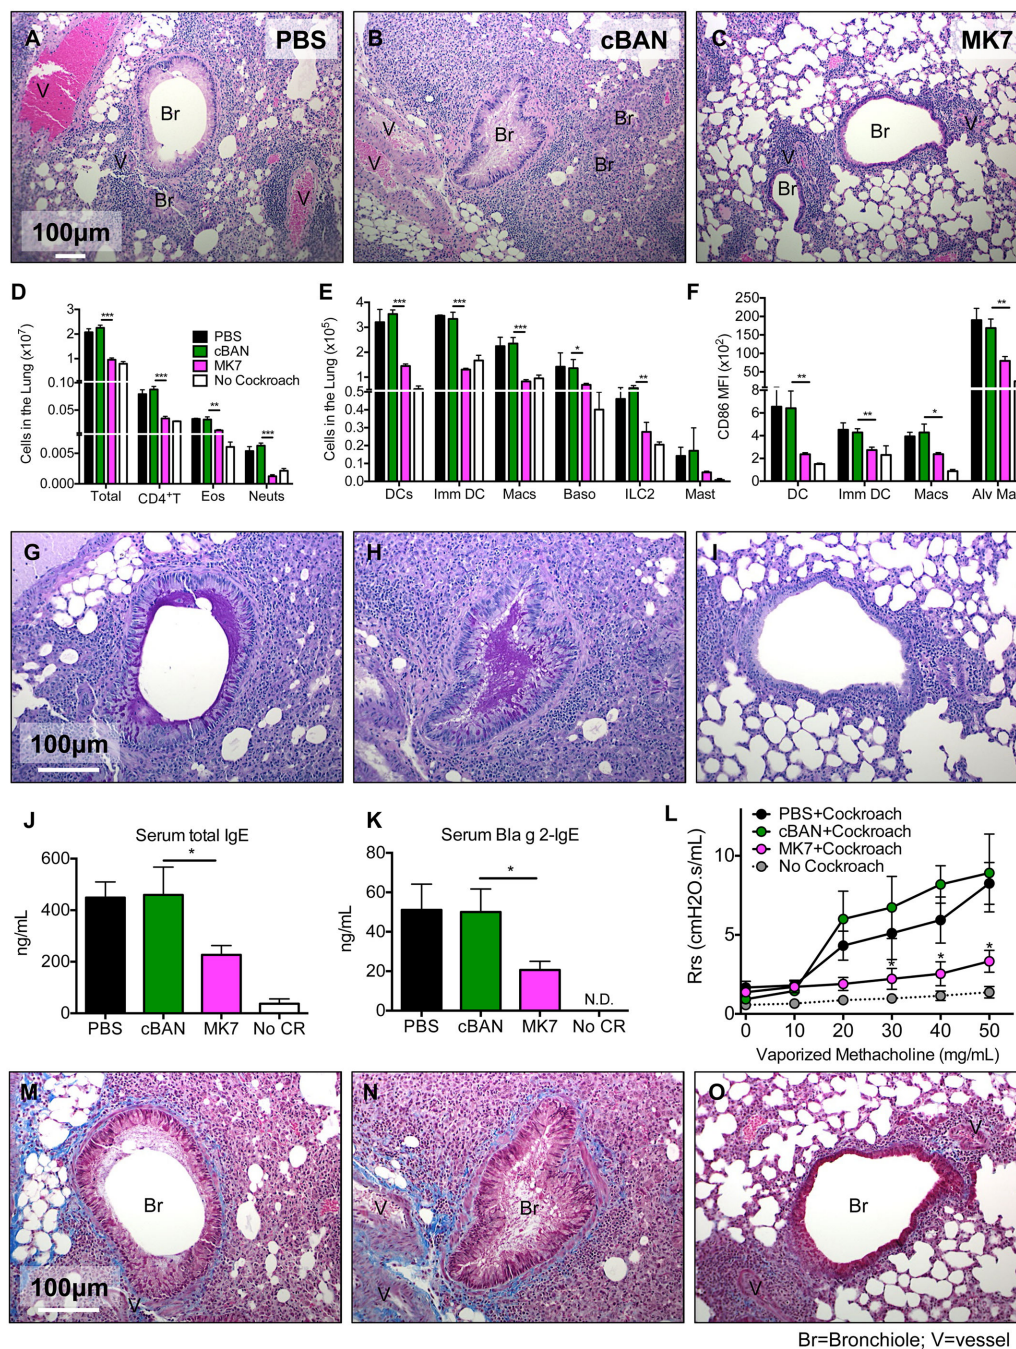 A PBS
B cBAN
C MK7
V
Br
V
Br
V
100µm
V
V
Br
Br
Br
Br
V
V
Br
D
Cells in the Lung (x10⁷)
3
2
1
0.10
0.05
0.005
0.000
***
***
**
***
PBS
cBAN
MK7
No Cockroach
Total CD4⁺T Eos Neuts
E
Cells in the Lung (x10⁵)
4
3
2
1
0.5
0.4
0.3
0.2
0.1
0.0
***
***
***
*
**
DCs Imm DC Macs Baso ILC2 Mast
F
CD86 MFI (x10²)
250
200
150
100
50
8
6
4
2
0
**
**
*
**
DC Imm DC Macs Alv Ma
G
H
I
100µm
J
Serum total IgE
ng/mL
600
400
200
0
*
PBS cBAN MK7 No CR
K
Serum Bla g 2-IgE
ng/mL
80
60
40
20
0
*
N.D.
PBS cBAN MK7 No CR
L
PBS+Cockroach
cBAN+Cockroach
MK7+Cockroach
No Cockroach
Rrs (cmH2O.s/mL)
10
5
0
* * *
0 10 20 30 40 50
Vaporized Methacholine (mg/mL)
M
Br
100µm
V
N
V
Br
V
O
V
Br
V
Br=Bronchiole; V=vessel